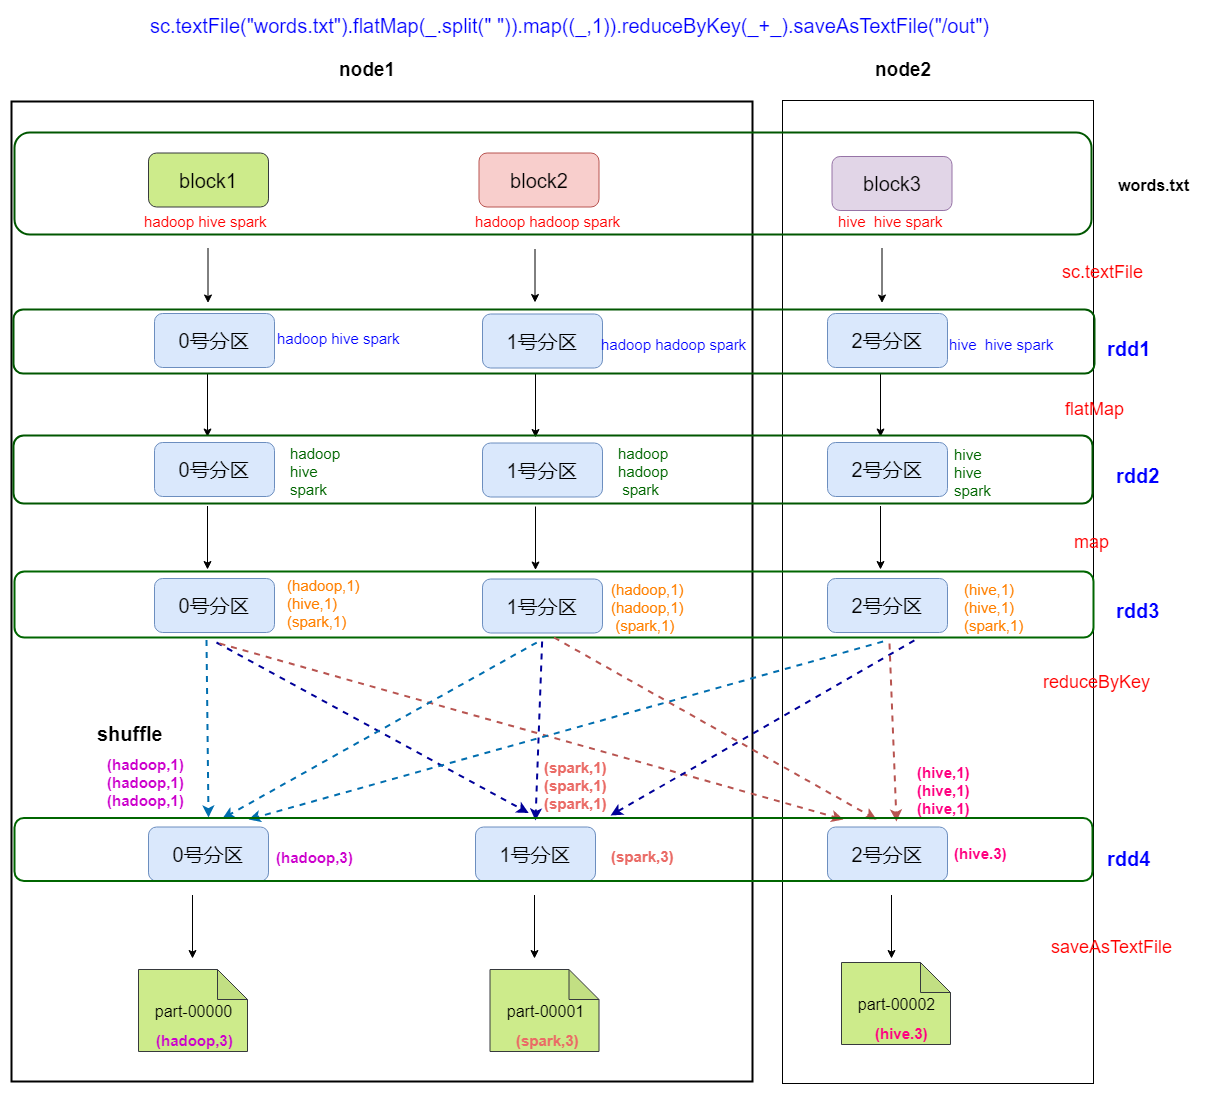 sc.textFile("words.txt").flatMap(_.split(" ")).map((_,1)).reduceByKey(_+_).saveAsTextFile("/out")
node1
node2
block1
block2
block3
words.txt
hadoop hive spark
hadoop hadoop spark
hive  hive spark
sc.textFile
0号分区
hadoop hive spark
1号分区
hadoop hadoop spark
2号分区
hive  hive spark
rdd1
flatMap
0号分区
hadoop
hive
spark
1号分区
hadoop
hadoop
spark
2号分区
hive
hive
spark
rdd2
map
0号分区
(hadoop,1)
(hive,1)
(spark,1)
1号分区
(hadoop,1)
(hadoop,1)
(spark,1)
2号分区
(hive,1)
(hive,1)
(spark,1)
rdd3
reduceByKey
shuffle
(hadoop,1)
(hadoop,1)
(hadoop,1)
(spark,1)
(spark,1)
(spark,1)
(hive,1)
(hive,1)
(hive,1)
0号分区
(hadoop,3)
1号分区
(spark,3)
2号分区
(hive.3)
rdd4
saveAsTextFile
part-00000
(hadoop,3)
part-00001
(spark,3)
part-00002
(hive.3)